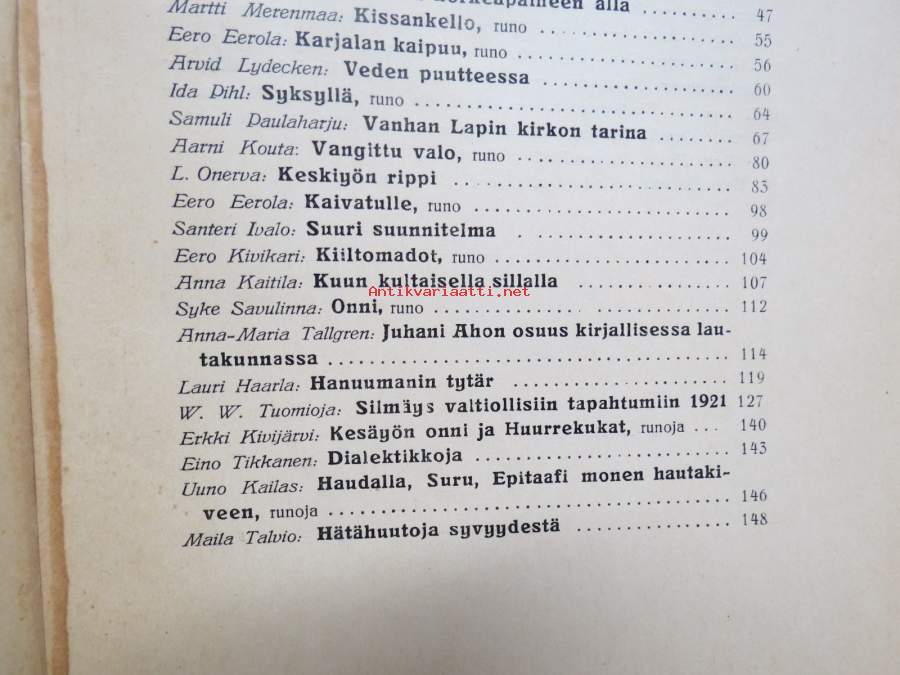 alla ........ 47
Martti Merenmaa: Kissankello, runo ........ 55
Eero Eerola: Karjalan kaipuu, runo ........ 56
Arvid Lydecken: Veden puutteessa ........ 60
Ida Pihl: Syksyllä, runo ........ 64
Samuli Paulaharju: Vanhan Lapin kirkon tarina ........ 67
Aarni Kouta: Vangittu valo, runo ........ 80
L. Onerva: Keskiyön rippi ........ 83
Eero Eerola: Kaivatulle, runo ........ 98
Santeri Ivalo: Suuri suunnitelma ........ 99
Eero Kivikari: Kiiltomadot, runo ........ 104
Anna Kaitila: Kuun kultaisella sillalla ........ 107
Antikvariaatti.net
Syke Savulinna: Onni, runo ........ 112
Anna-Maria Tallgren: Juhani Ahon osuus kirjallisessa lau-
takunnassa ........ 114
Lauri Haarla: Hanuumanin tytär ........ 119
W. W. Tuomioja: Silmäys valtiollisiin tapahtumiin 1921 127
Erkki Kivijärvi: Kesäyön onni ja Huurrekukat, runoja ... 140
Eino Tikkanen: Dialektikkoja ........ 143
Uuno Kailas: Haudalla, Suru, Epitaafi monen hautaki-
veen, runoja ........ 146
Maila Talvio: Hätähuutoja syvyydestä ........ 148